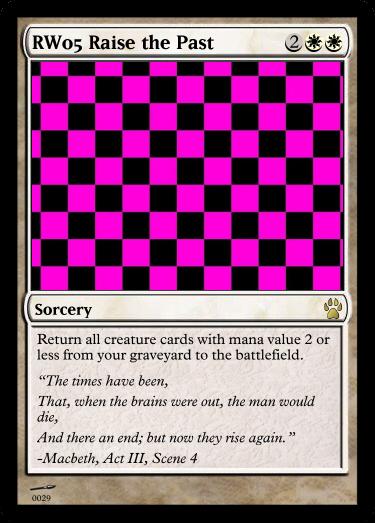 RW05 Raise the Past 2
Sorcery
Return all creature cards with mana value 2 or
less from your graveyard to the battlefield.
“The times have been,
That, when the brains were out, the man would
die,
And there an end; but now they rise again.”
-Macbeth, Act III, Scene 4
0029